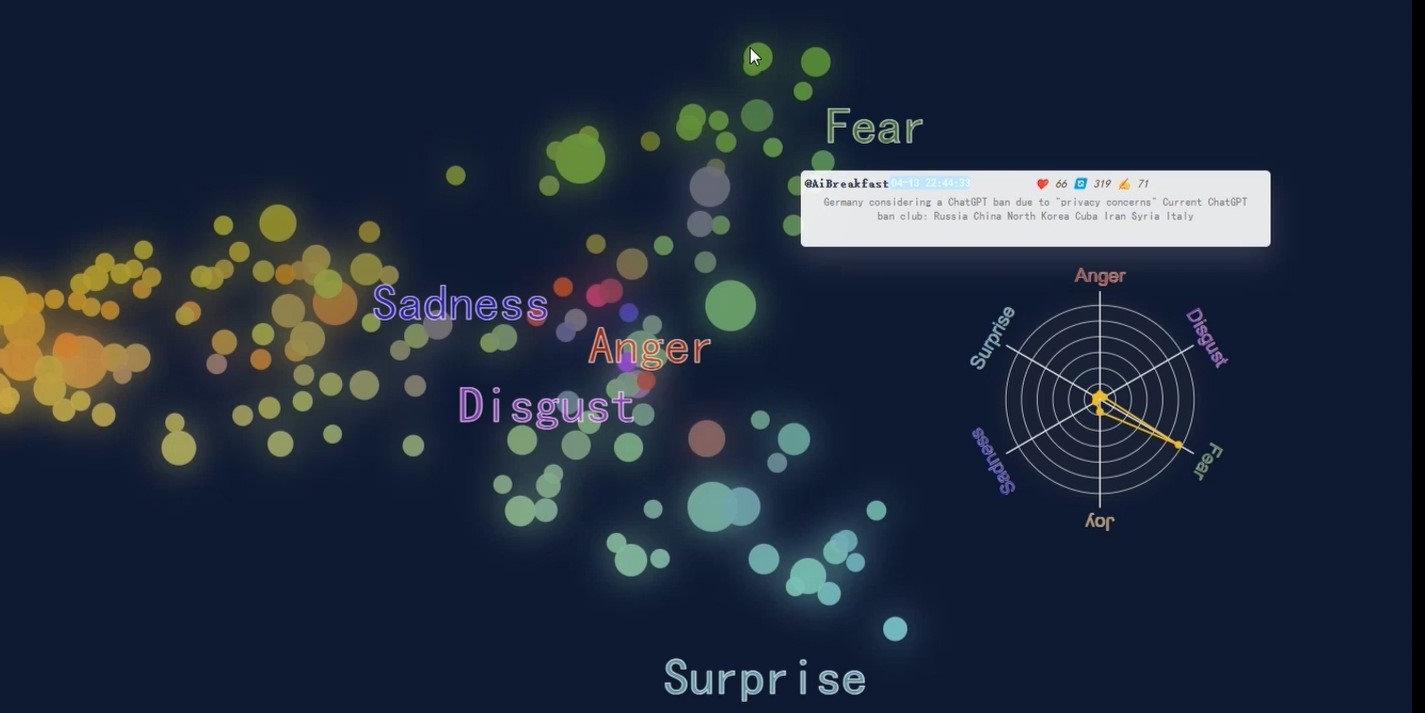 Fear
@AiBreakfast 04-13 22:44:33 ❤️ 66 🔄 319 ✍️ 71
Germany considering a ChatGPT ban due to "privacy concerns" Current ChatGPT
ban club: Russia China North Korea Cuba Iran Syria Italy
Sadness
Anger
Disgust
Surprise
Anger
Disgust
Fear
Joy
Sadness
Surprise